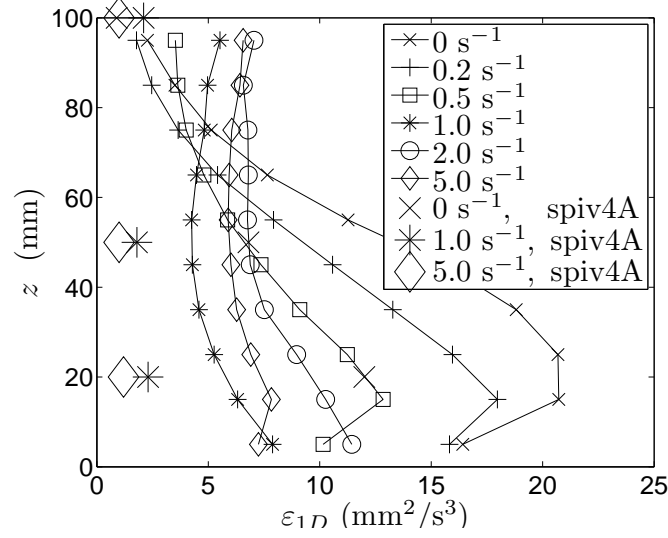 100
80
60
40
20
0
z (mm)
0 5 10 15 20 25
ε1D (mm²/s³)
0 s⁻¹
0.2 s⁻¹
0.5 s⁻¹
1.0 s⁻¹
2.0 s⁻¹
5.0 s⁻¹
0 s⁻¹, spiv4A
1.0 s⁻¹, spiv4A
5.0 s⁻¹, spiv4A